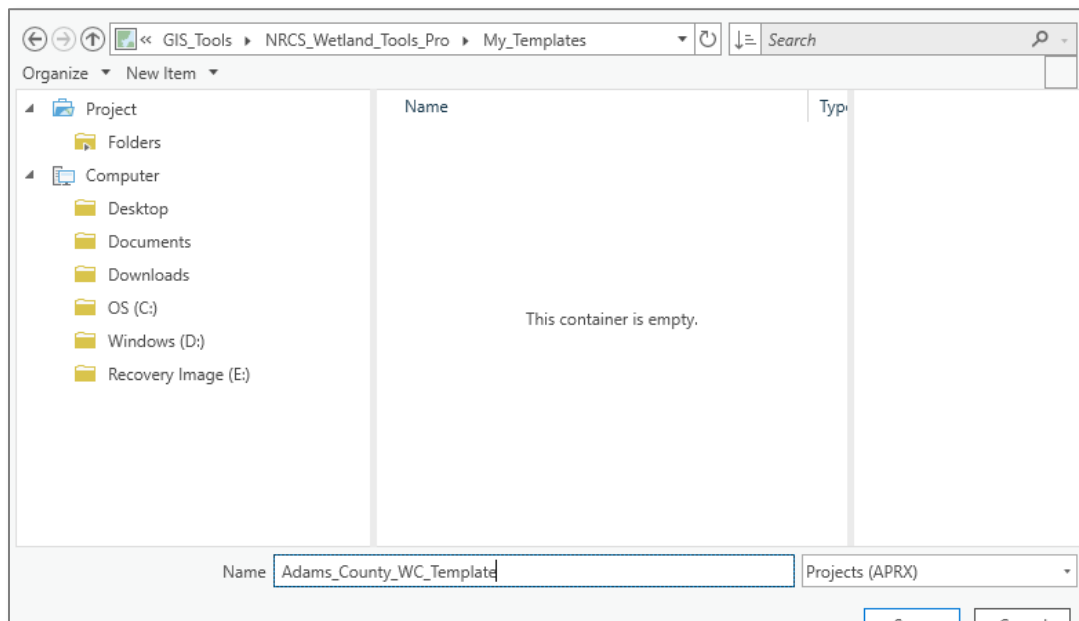 « GIS_Tools NRCS_Wetland_Tools_Pro My_Templates Search
Organize New Item
Project Name
Folders
Computer
Desktop
Documents
Downloads
OS (C:)
This container is empty.
Windows (D:)
Recovery Image (E:)
Name Adams_County_WC_Template Projects (APRX)